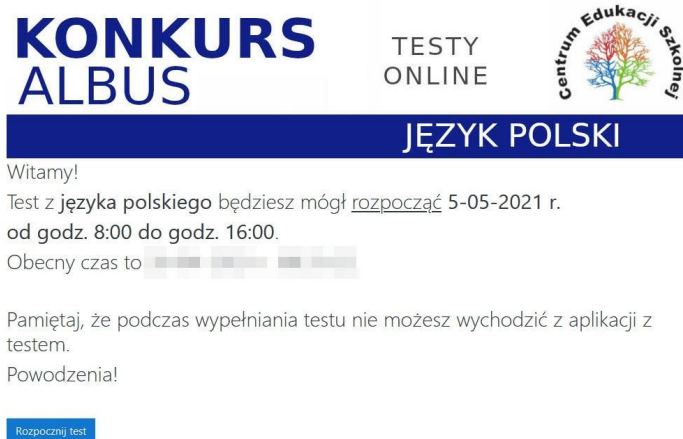 KONKURS
ALBUS
TESTY
ONLINE
Centrum Edukacji Szkolnej
JĘZYK POLSKI
Witamy!
Test z języka polskiego będziesz mógł rozpocząć 5-05-2021 r.
od godz. 8:00 do godz. 16:00.
Obecny czas to
Pamiętaj, że podczas wypełniania testu nie możesz wychodzić z aplikacji z
testem.
Powodzenia!
Rozpocznij test